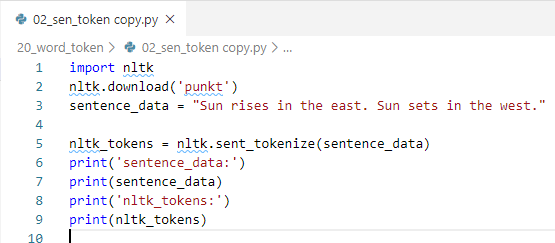 02_sen_token copy.py ×
20_word_token > 02_sen_token copy.py > ...
1 import nltk
2 nltk.download('punkt')
3 sentence_data = "Sun rises in the east. Sun sets in the west."
4
5 nltk_tokens = nltk.sent_tokenize(sentence_data)
6 print('sentence_data:')
7 print(sentence_data)
8 print('nltk_tokens:')
9 print(nltk_tokens)
10